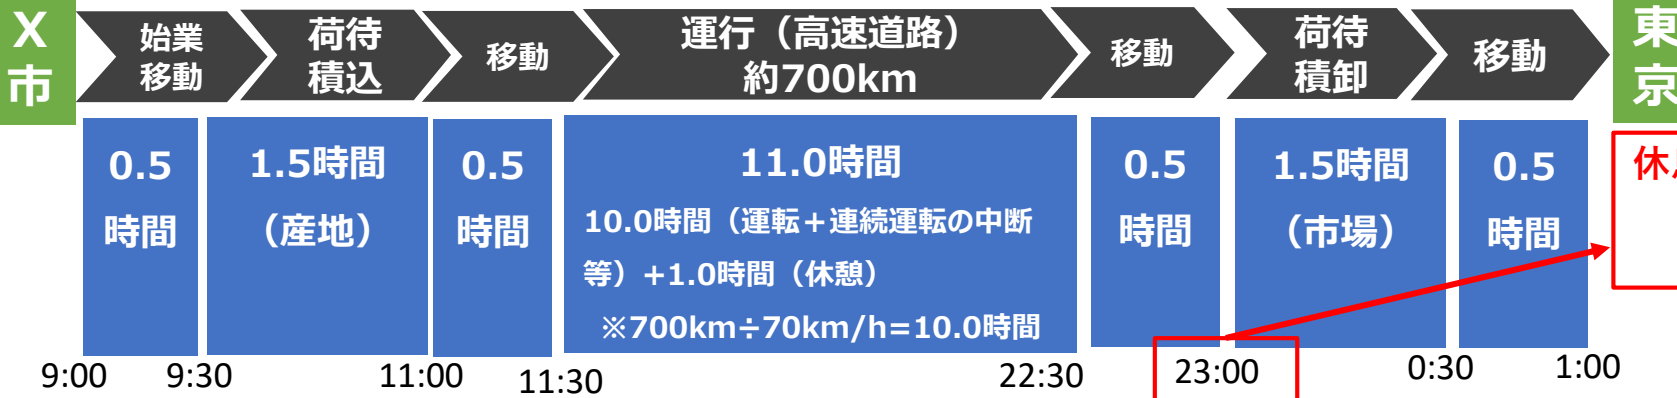 X
市
始業
移動
荷待
積込
移動
運行（高速道路）
約700km
移動
荷待
積卸
移動
東
京
0.5
時間
1.5時間
（産地）
0.5
時間
11.0時間
10.0時間（運転＋連続運転の中断
等）+1.0時間（休憩）
※700km÷70km/h=10.0時間
0.5
時間
1.5時間
（市場）
0.5
時間
休
9:00
9:30
11:00
11:30
22:30
23:00
0:30
1:00